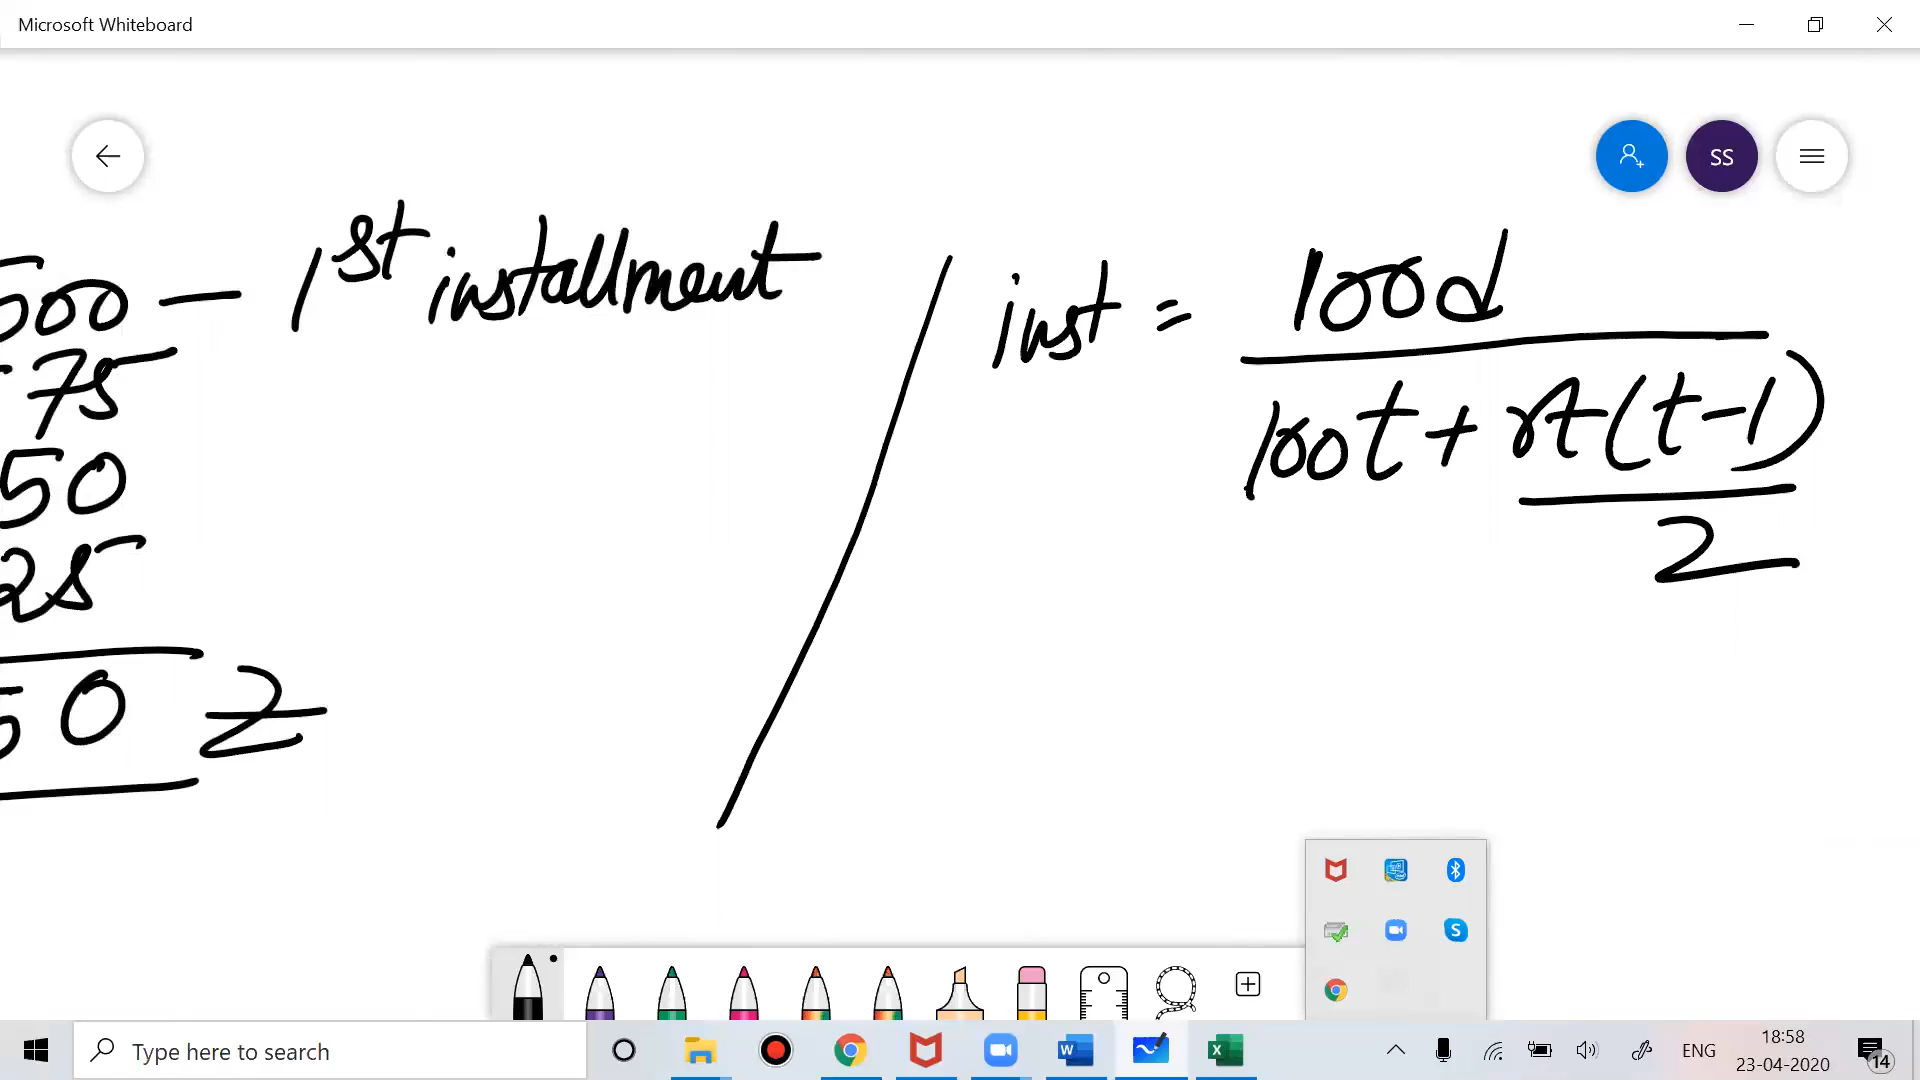 Microsoft Whiteboard
SS
500 — 1st installment
75
50
25
50
inst = 100d
100t + rt(t-1)
2
Type here to search
ENG
18:58
23-04-2020
14